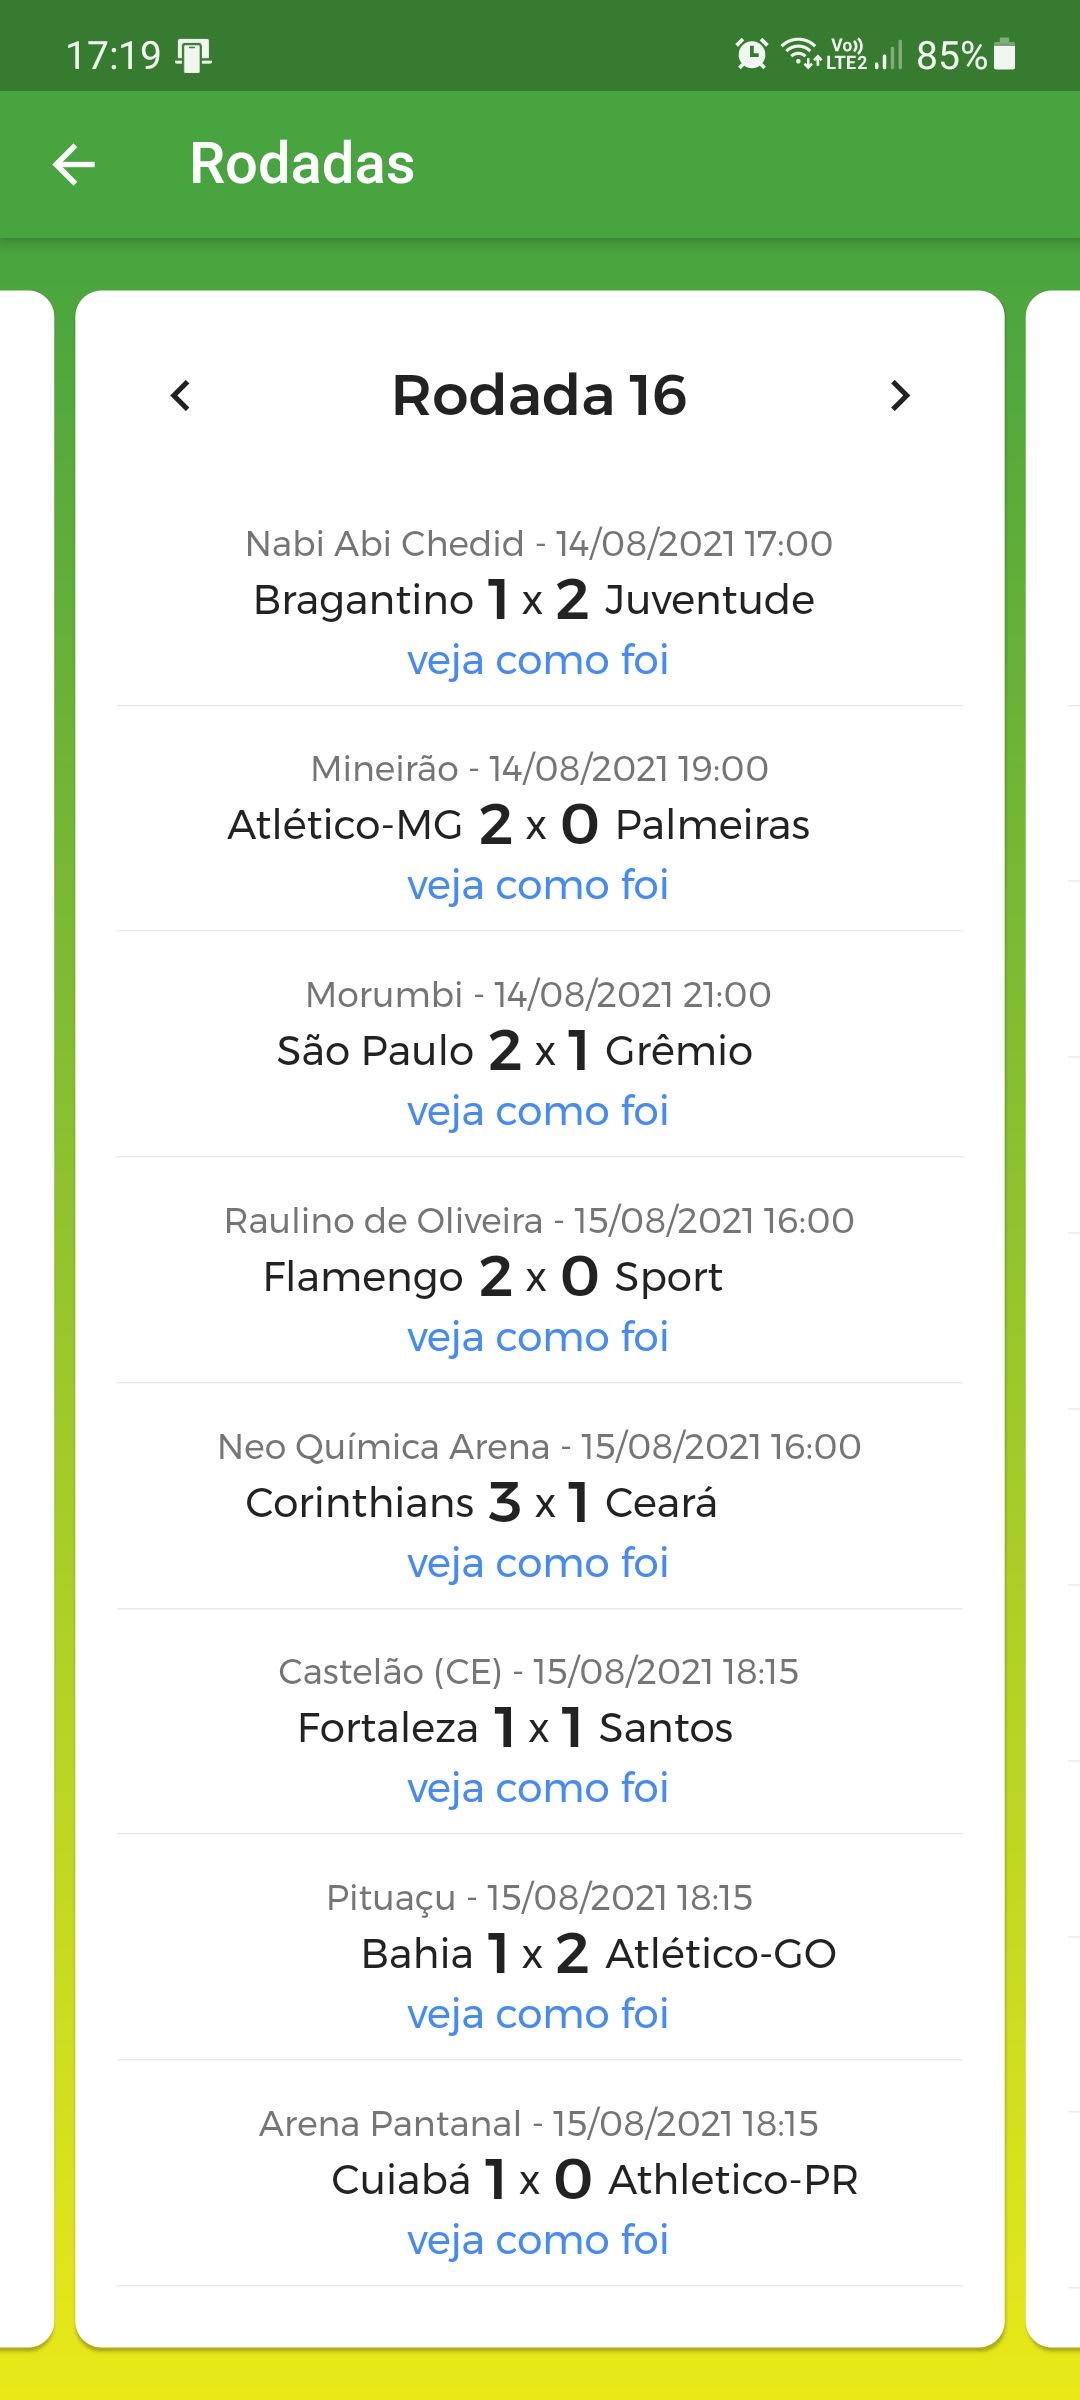 17:19 Vo)) LTE2 85%
Rodadas
Rodada 16
Nabi Abi Chedid - 14/08/2021 17:00
Bragantino 1 x 2 Juventude
veja como foi
Mineirão - 14/08/2021 19:00
Atlético-MG 2 x 0 Palmeiras
veja como foi
Morumbi - 14/08/2021 21:00
São Paulo 2 x 1 Grêmio
veja como foi
Raulino de Oliveira - 15/08/2021 16:00
Flamengo 2 x 0 Sport
veja como foi
Neo Química Arena - 15/08/2021 16:00
Corinthians 3 x 1 Ceará
veja como foi
Castelão (CE) - 15/08/2021 18:15
Fortaleza 1 x 1 Santos
veja como foi
Pituaçu - 15/08/2021 18:15
Bahia 1 x 2 Atlético-GO
veja como foi
Arena Pantanal - 15/08/2021 18:15
Cuiabá 1 x 0 Athletico-PR
veja como foi